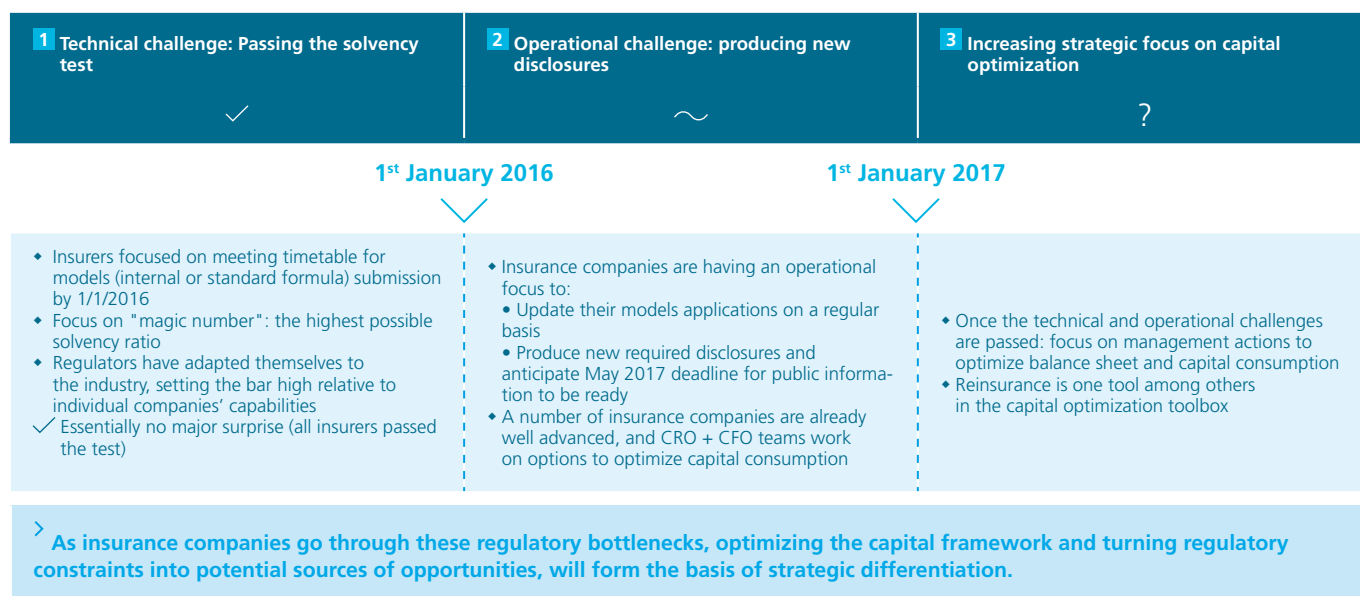 1 Technical challenge: Passing the solvency
test
2 Operational challenge: producing new
disclosures
3 Increasing strategic focus on capital
optimization
?
1st January 2016
1st January 2017
Insurers focused on meeting timetable for
models (internal or standard formula) submission
by 1/1/2016
Focus on "magic number": the highest possible
solvency ratio
Regulators have adapted themselves to
the industry, setting the bar high relative to
individual companies’ capabilities
Essentially no major surprise (all insurers passed
the test)
Insurance companies are having an operational
focus to:
• Update their models applications on a regular
basis
• Produce new required disclosures and
anticipate May 2017 deadline for public informa-
tion to be ready
A number of insurance companies are already
well advanced, and CRO + CFO teams work
on options to optimize capital consumption
Once the technical and operational challenges
are passed: focus on management actions to
optimize balance sheet and capital consumption
Reinsurance is one tool among others
in the capital optimization toolbox
> As insurance companies go through these regulatory bottlenecks, optimizing the capital framework and turning regulatory
constraints into potential sources of opportunities, will form the basis of strategic differentiation.